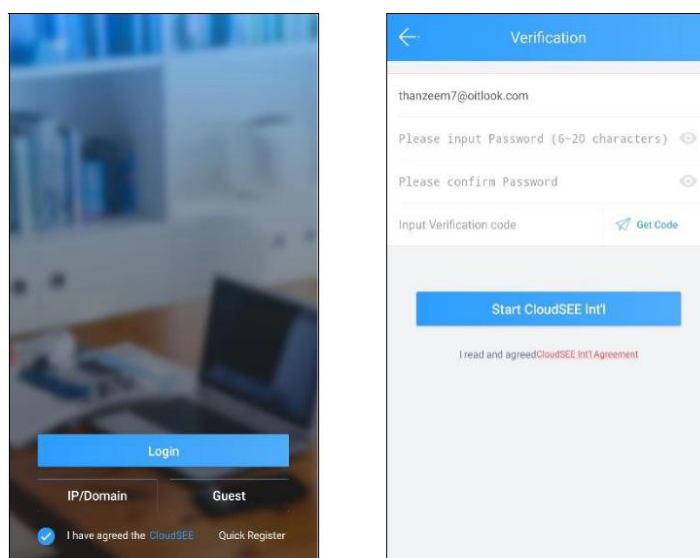 Login
IP/Domain Guest
I have agreed the CloudSEE Quick Register
Verification
thanzeem7@oitlook.com
Please input Password (6~20 characters)
Please confirm Password
Input Verification code Get Code
Start CloudSEE Int'l
I read and agreedCloudSEE Int'l Agreement